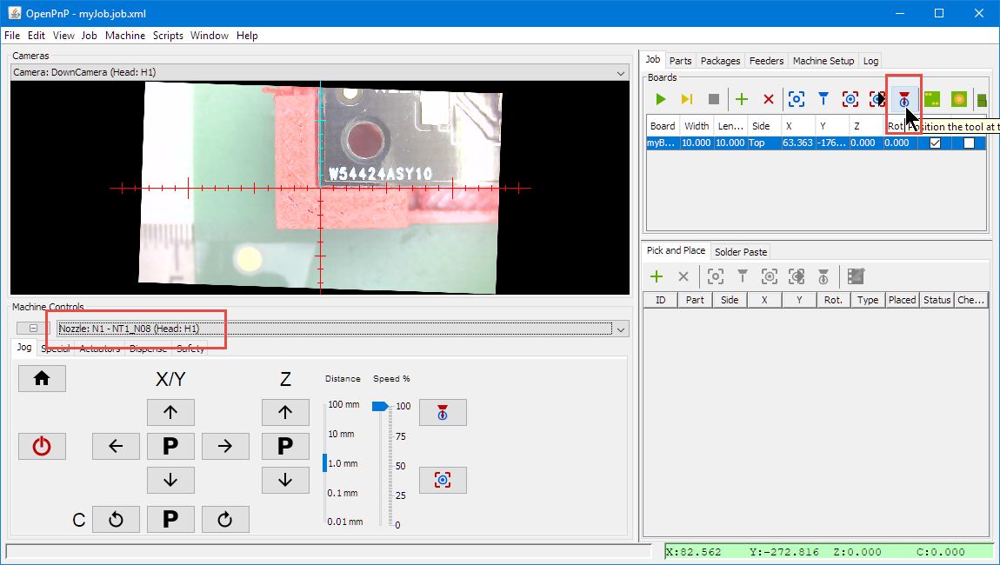 OpenPnP - myJob.job.xml
File Edit View Job Machine Scripts Window Help
Cameras
Camera: DownCamera (Head: H1)
W54424ASY10
Machine Controls
Nozzle: N1 - NT1_N08 (Head: H1)
Jog Special Actuators Dispense Safety
X/Y Z Distance Speed %
100 mm 100
10 mm 75
P P 1.0 mm 50
0.1 mm 25
C P 0.01 mm 0
Job Parts Packages Feeders Machine Setup Log
Boards
Board Width Len... Side X Y Z Rot
Position the tool at t
myB... 10.000 10.000 Top 63.363 -176... 0.000 0.000
Pick and Place Solder Paste
ID Part Side X Y Rot. Type Placed Status Che...
X:82.562 Y:-272.816 Z:0.000 C:0.000